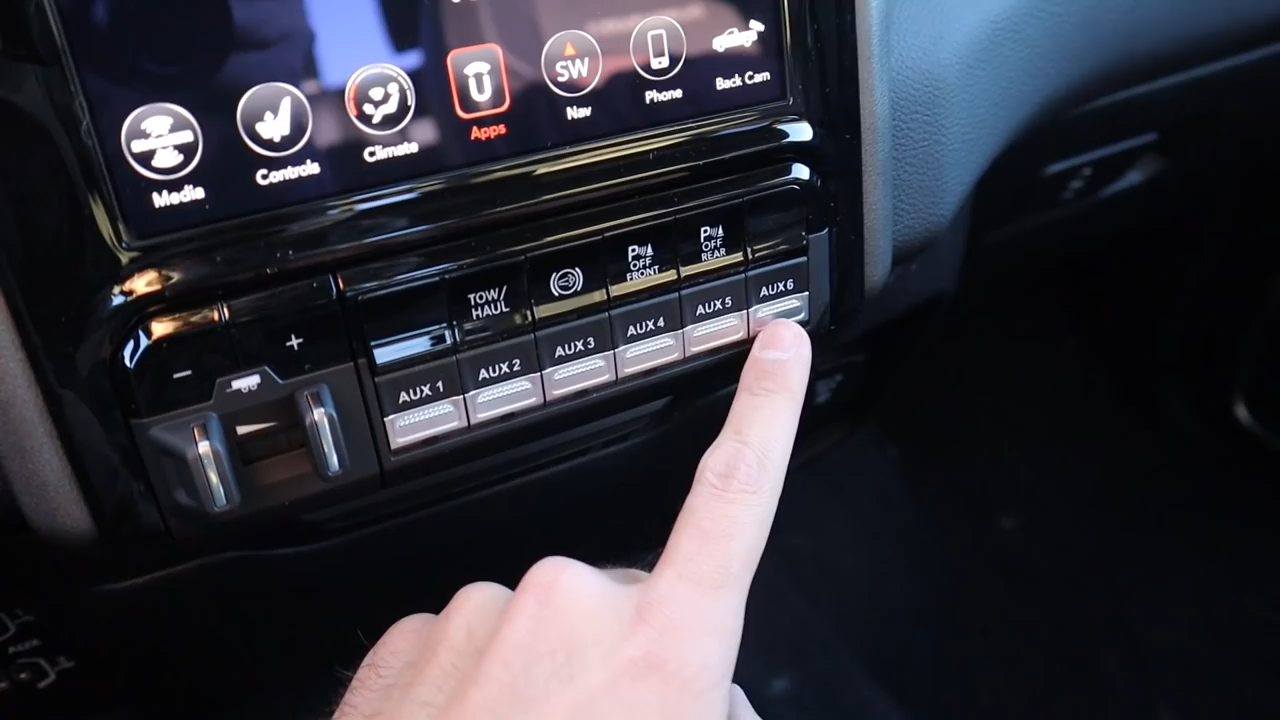 Media
Controls
Climate
Apps
SW
Nav
Phone
Back Cam
TOW/
HAUL
P
OFF
FRONT
P
OFF
REAR
− +
AUX 1
AUX 2
AUX 3
AUX 4
AUX 5
AUX 6
AUX